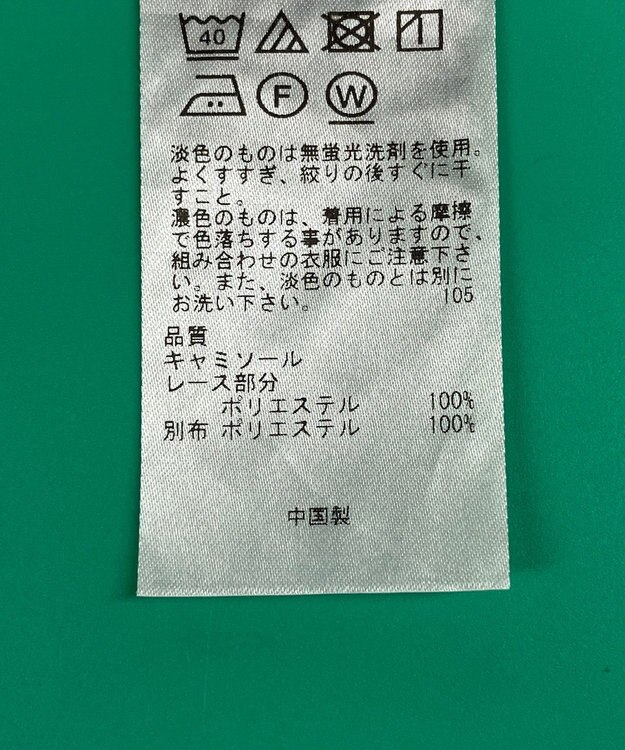 40
F W
淡色のものは無蛍光洗剤を使用。
よくすすぎ、絞りの後すぐに干
すこと。
濃色のものは、着用による摩擦
で色落ちする事がありますので、
組み合わせの衣服にご注意下さ
い。また、淡色のものとは別に
お洗い下さい。 105
品質
キャミソール
レース部分
ポリエステル 100%
別布 ポリエステル 100%
中国製